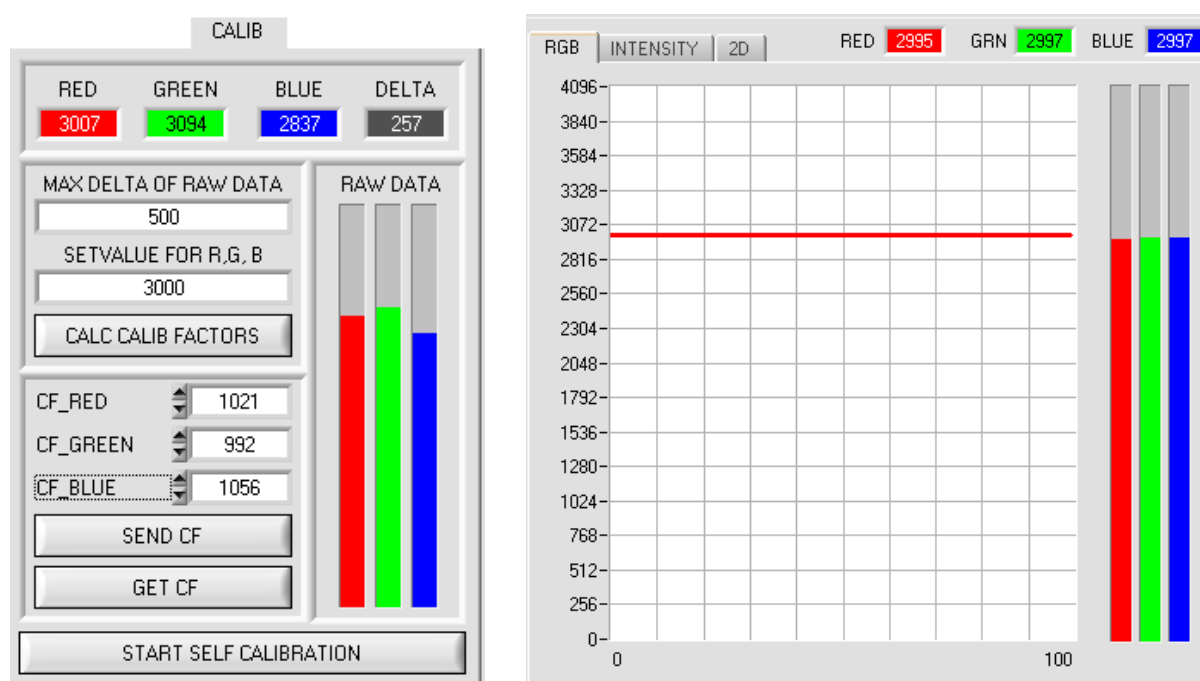 CALIB
RED GREEN BLUE DELTA
3007 3094 2837 257
MAX DELTA OF RAW DATA
500
SETVALUE FOR R,G, B
3000
CALC CALIB FACTORS
RAW DATA
CF_RED 1021
CF_GREEN 992
CF_BLUE 1056
SEND CF
GET CF
START SELF CALIBRATION
RGB INTENSITY 2D
RED 2995 GRN 2997 BLUE 2997
4096
3840
3584
3328
3072
2816
2560
2304
2048
1792
1536
1280
1024
768
512
256
0
0 100